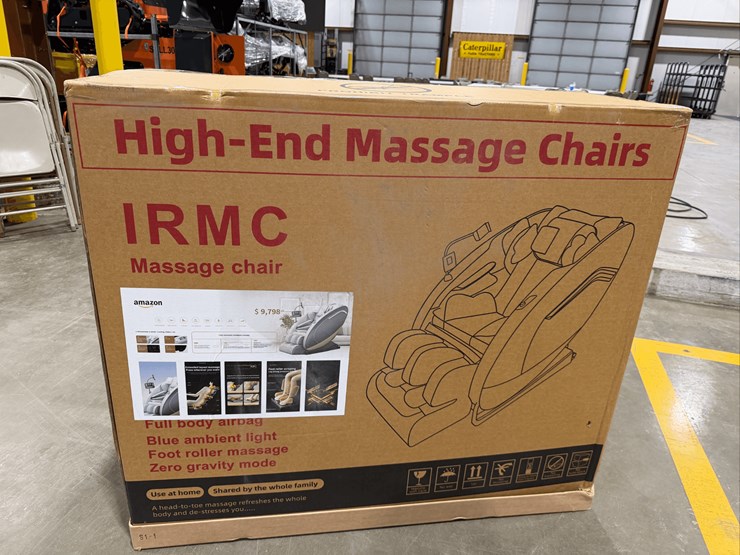 Caterpillar
High-End Massage Chairs
IRMC
Massage chair
amazon
$ 9,798
Full body airbag
Blue ambient light
Foot roller massage
Zero gravity mode
Use at home
Shared by the whole family
A head-to-toe massage refreshes the whole
body and de-stresses you......
S1-1